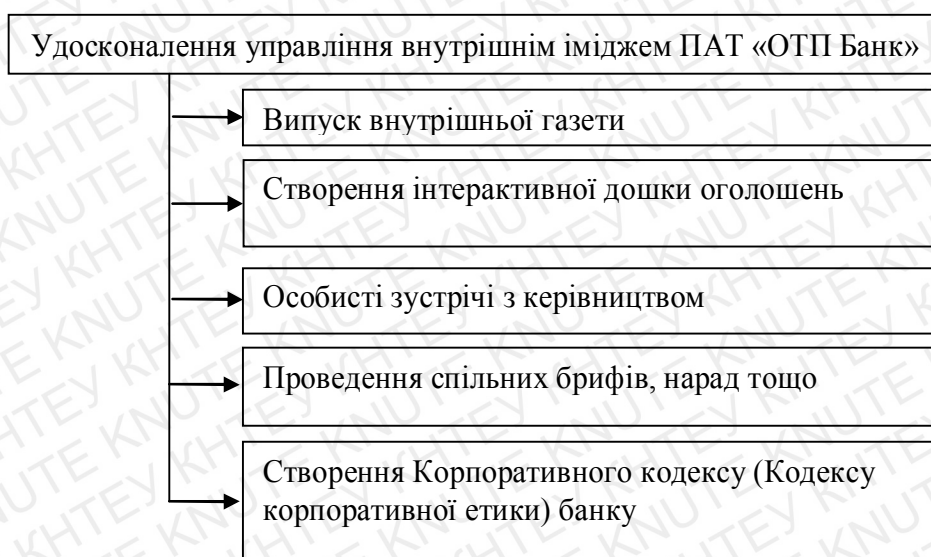 Удосконалення управління внутрішнім іміджем ПАТ «ОТП Банк»
Випуск внутрішньої газети
Створення інтерактивної дошки оголошень
Особисті зустрічі з керівництвом
Проведення спільних брифів, нарад тощо
Створення Корпоративного кодексу (Кодексу
корпоративної етики) банку